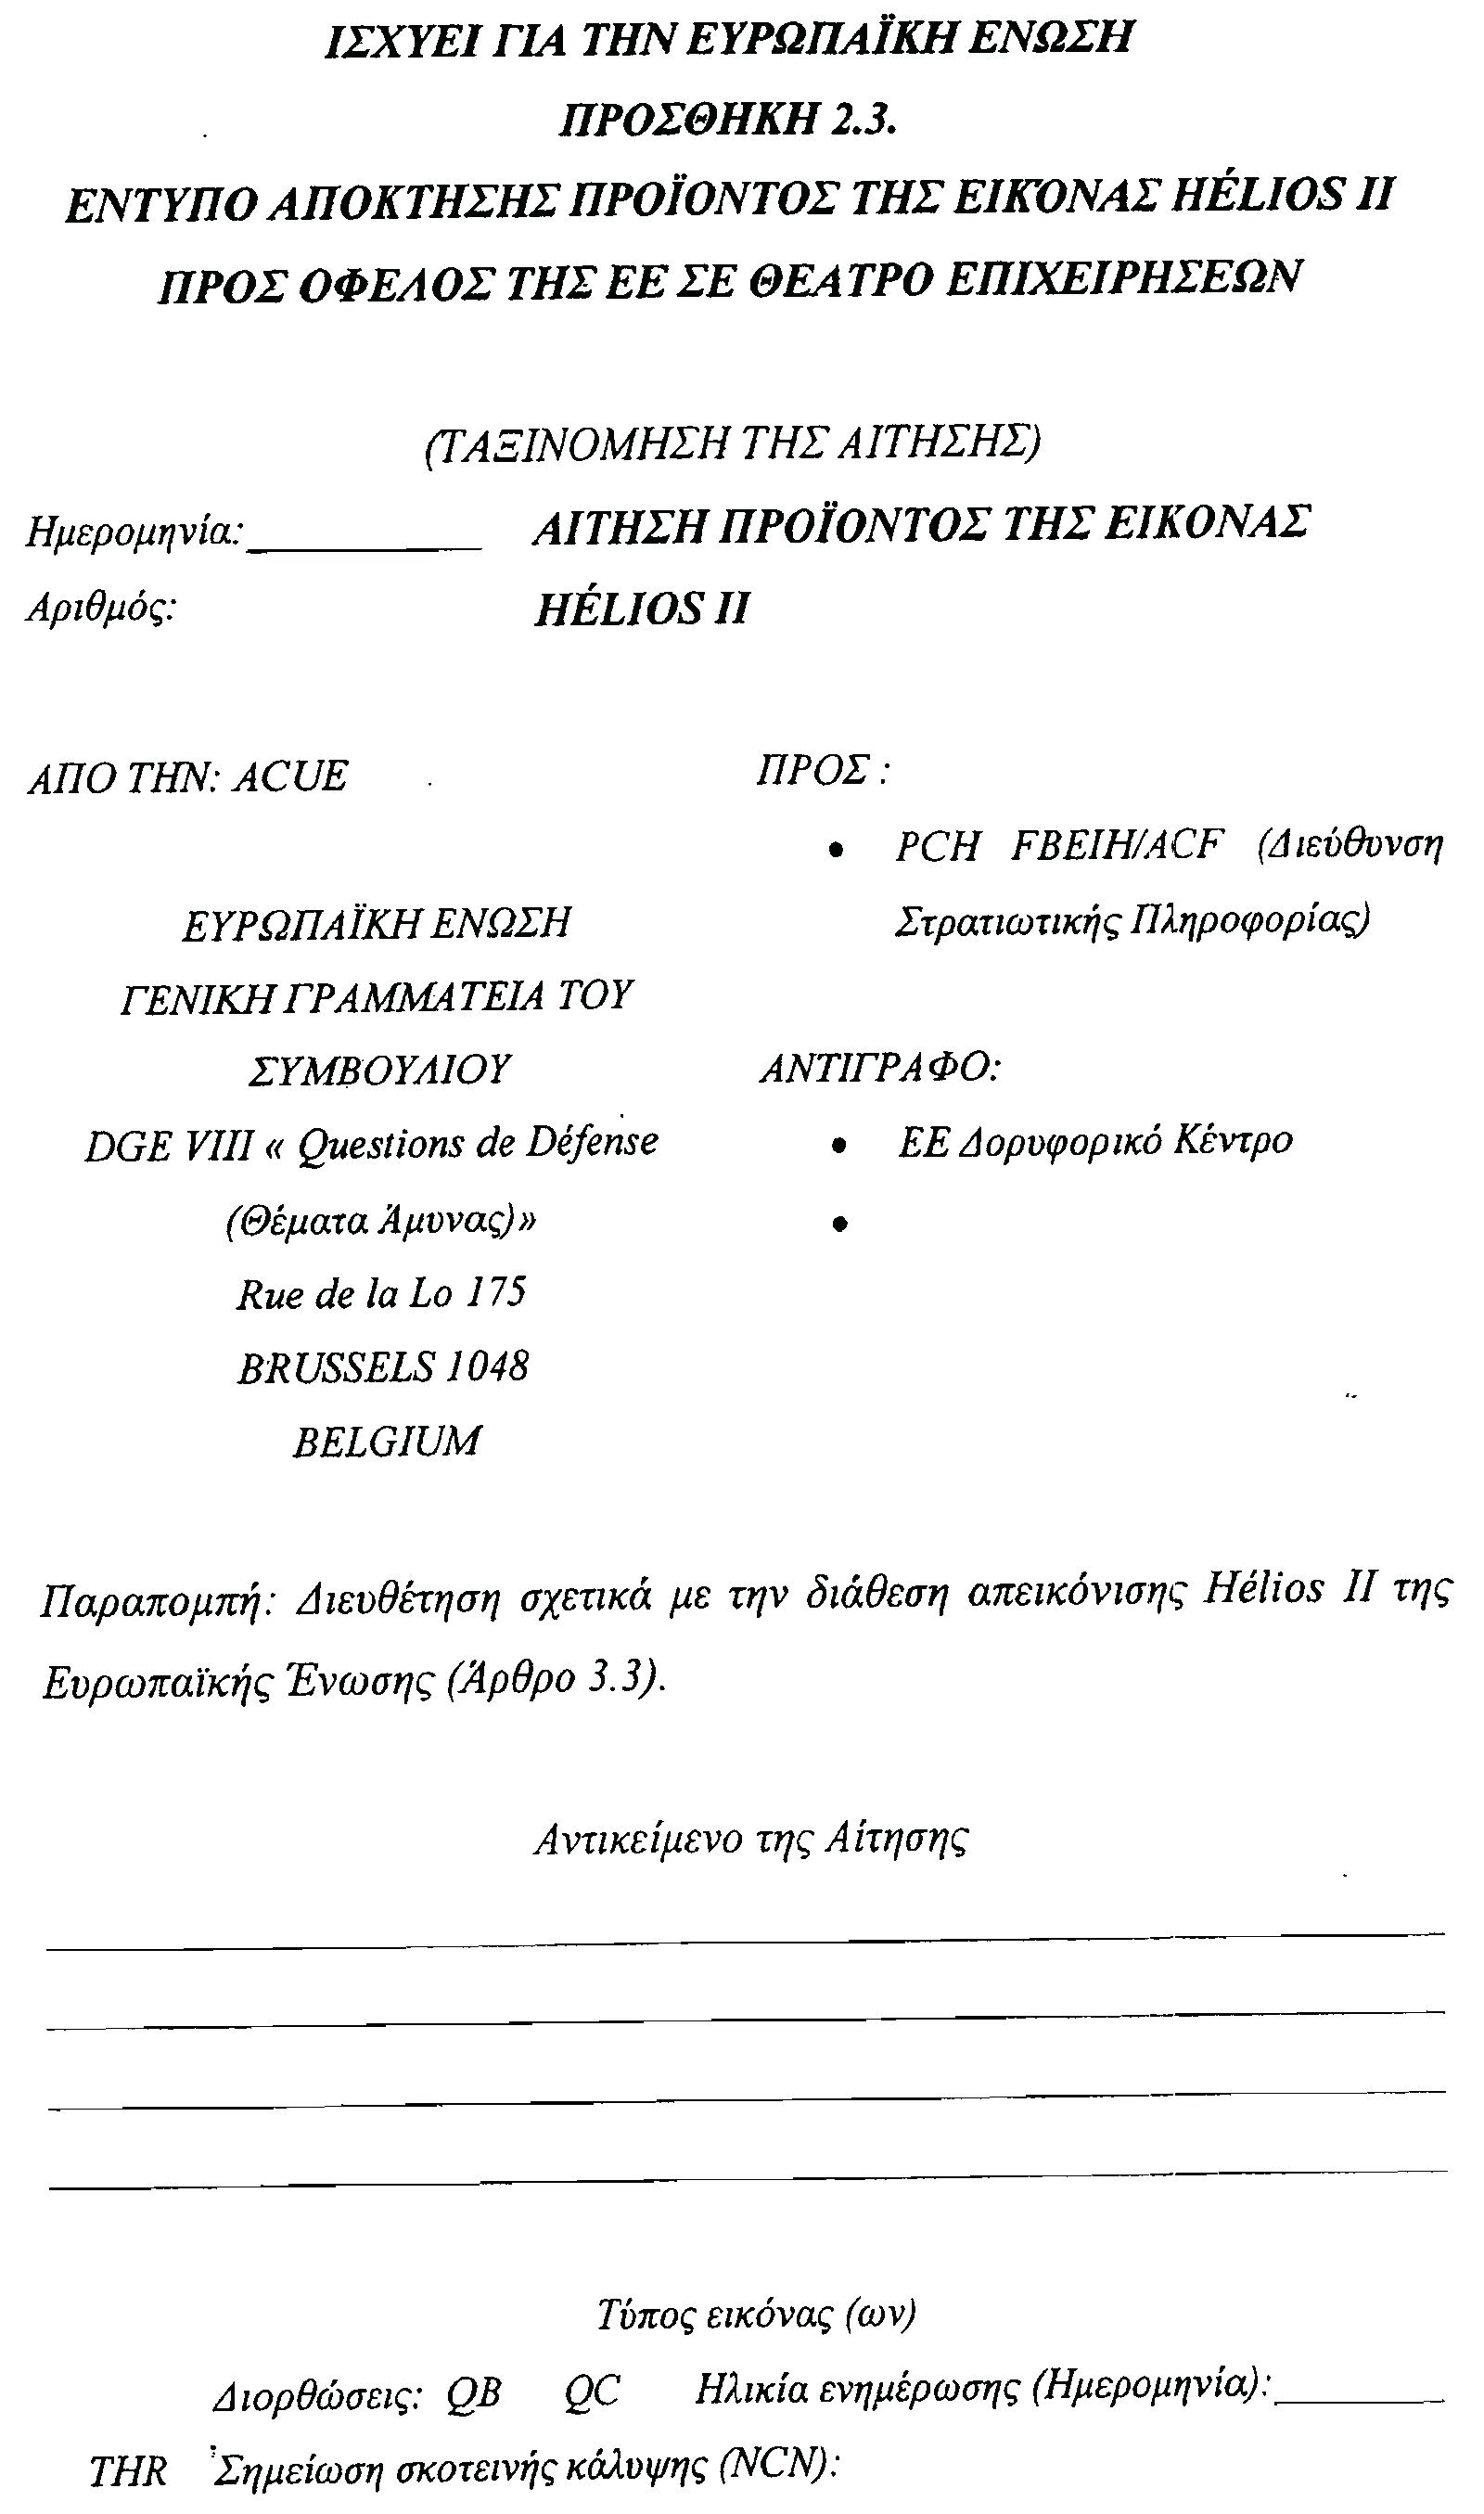 ΙΣΧΥΕΙ ΓΙΑ ΤΗΝ ΕΥΡΩΠΑΪΚΗ ΕΝΩΣΗ
ΠΡΟΣΘΗΚΗ 2.3.
ΕΝΤΥΠΟ ΑΠΟΚΤΗΣΗΣ ΠΡΟΪΟΝΤΟΣ ΤΗΣ ΕΙΚΟΝΑΣ HÉLIOS II
ΠΡΟΣ ΟΦΕΛΟΣ ΤΗΣ ΕΕ ΣΕ ΘΕΑΤΡΟ ΕΠΙΧΕΙΡΗΣΕΩΝ
(ΤΑΞΙΝΟΜΗΣΗ ΤΗΣ ΑΙΤΗΣΗΣ)
Ημερομηνία:__________ ΑΙΤΗΣΗ ΠΡΟΪΟΝΤΟΣ ΤΗΣ ΕΙΚΟΝΑΣ
Αριθμός: HÉLIOS II
ΑΠΟ ΤΗΝ: ACUE
ΕΥΡΩΠΑΪΚΗ ΕΝΩΣΗ
ΓΕΝΙΚΗ ΓΡΑΜΜΑΤΕΙΑ ΤΟΥ
ΣΥΜΒΟΥΛΙΟΥ
DGE VIII « Questions de Défense
(Θέματα Άμυνας)»
Rue de la Lo 175
BRUSSELS 1048
BELGIUM
ΠΡΟΣ :
• PCH FBEIH/ACF (Διεύθυνση
Στρατιωτικής Πληροφορίας)
ΑΝΤΙΓΡΑΦΟ:
• ΕΕ Δορυφορικό Κέντρο
•
Παραπομπή: Διευθέτηση σχετικά με την διάθεση απεικόνισης Hélios II της
Ευρωπαϊκής Ένωσης (Άρθρο 3.3).
Αντικείμενο της Αίτησης
Τύπος εικόνας (ων)
Διορθώσεις: QB QC Ηλικία ενημέρωσης (Ημερομηνία):_______
THR Σημείωση σκοτεινής κάλυψης (NCN):